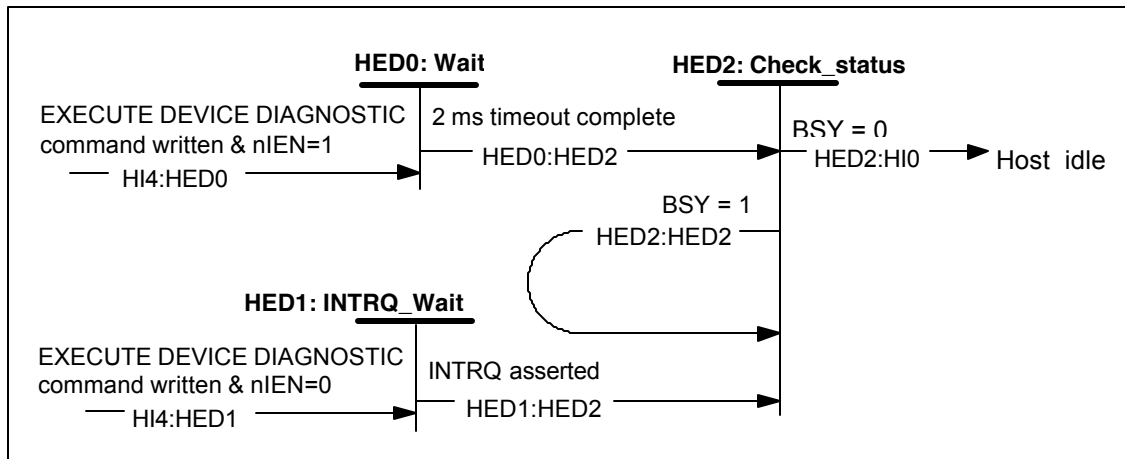 HED0: Wait
HED2: Check_status
EXECUTE DEVICE DIAGNOSTIC
command written & nIEN=1
HI4:HED0
2 ms timeout complete
HED0:HED2
BSY = 0
HED2:HI0
Host idle
BSY = 1
HED2:HED2
HED1: INTRQ_Wait
EXECUTE DEVICE DIAGNOSTIC
command written & nIEN=0
HI4:HED1
INTRQ asserted
HED1:HED2